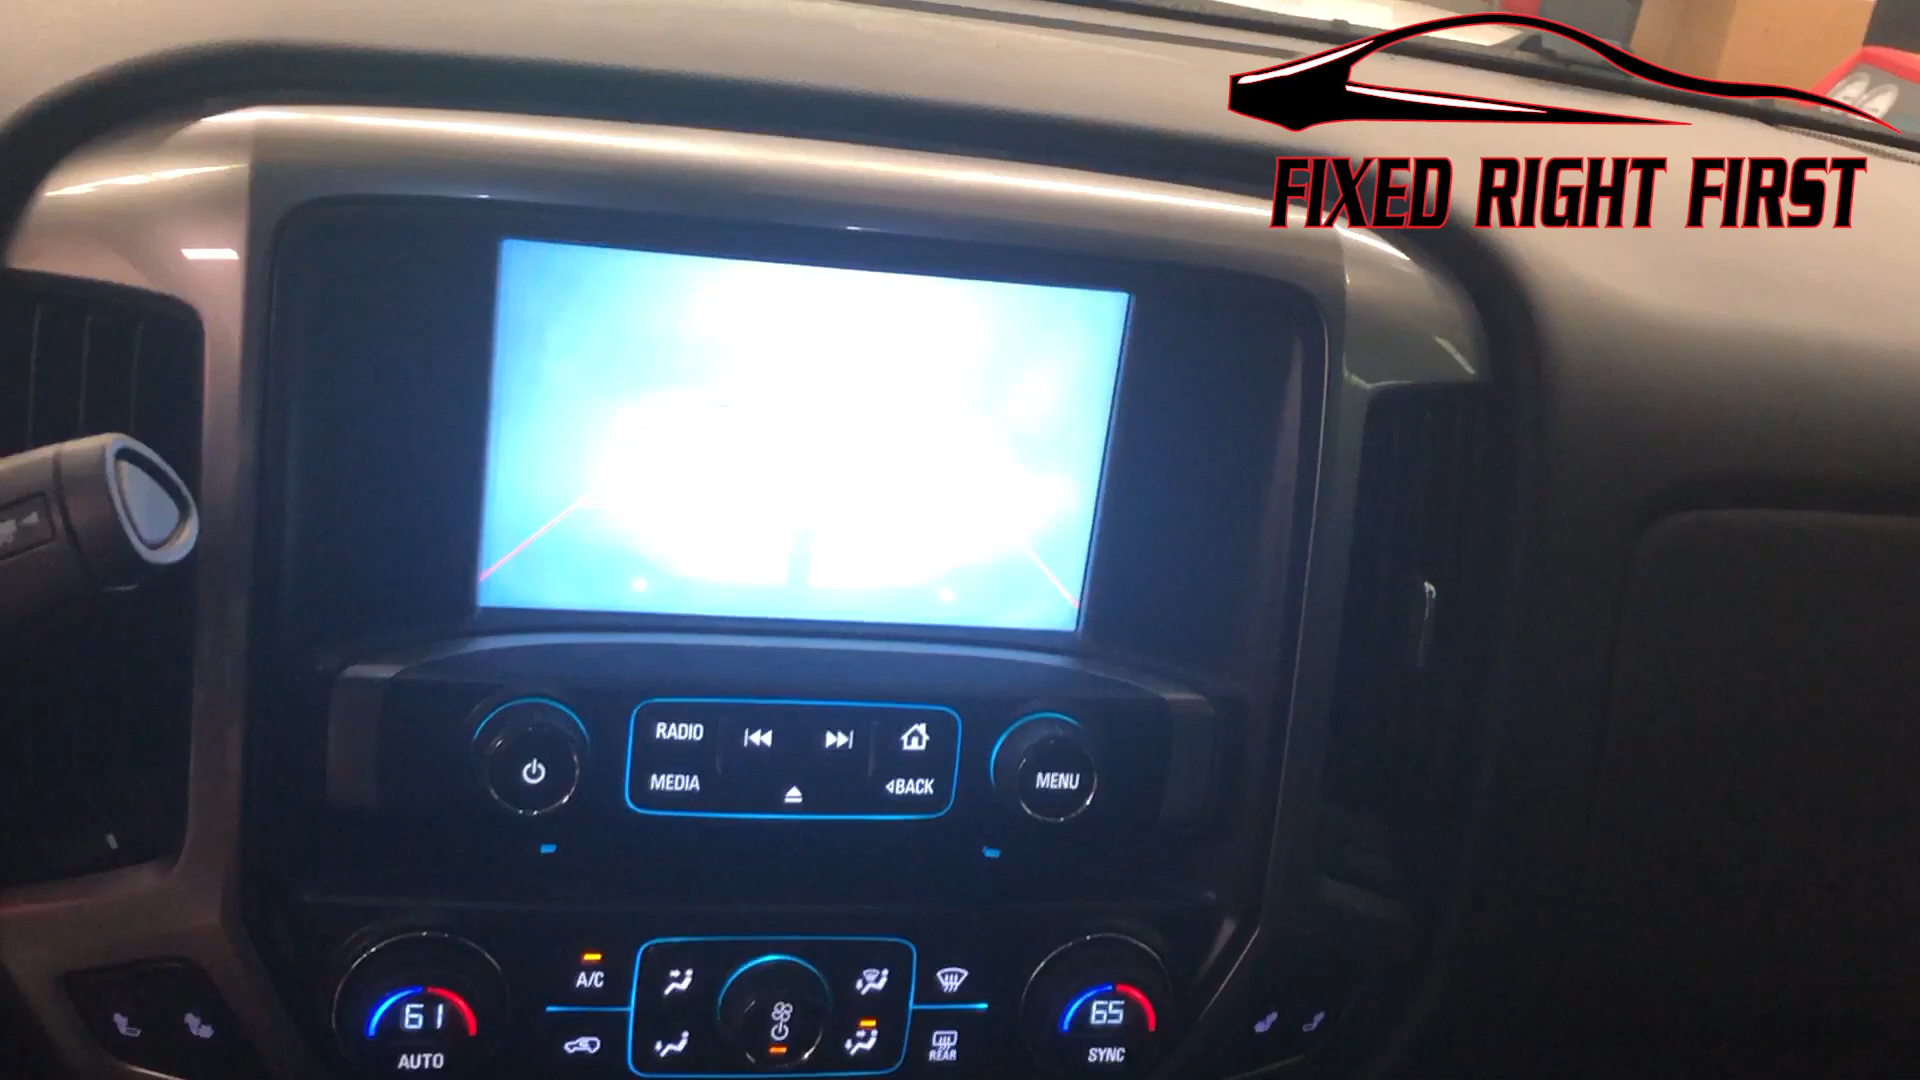 FIXED RIGHT FIRST
RADIO
MEDIA
BACK
MENU
A/C
61
AUTO
REAR
65
SYNC